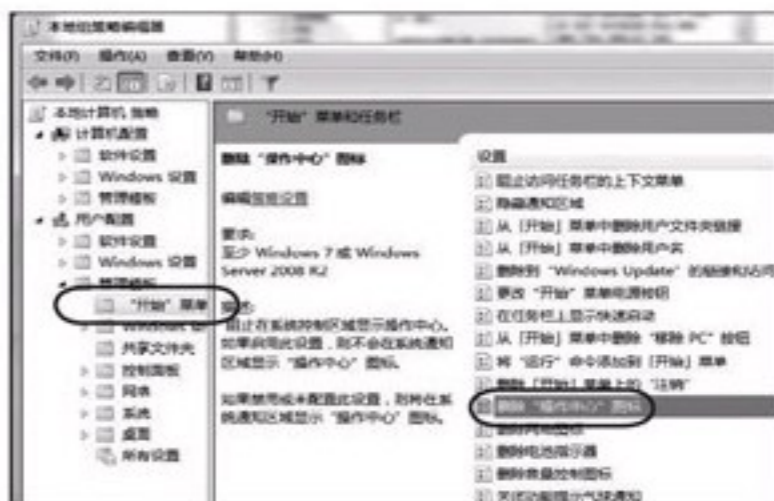 本地组策略编辑器
文件(F) 操作(A) 查看(V) 帮助(H)
本地计算机 策略
计算机配置
软件设置
Windows 设置
管理模板
用户配置
软件设置
Windows 设置
管理模板
"开始" 菜单
Windows
共享文件夹
控制面板
网络
系统
桌面
所有设置
"开始" 菜单和任务栏
删除 "操作中心" 图标
编辑策略设置
要求:
至少 Windows 7 或 Windows
Server 2008 R2
描述:
阻止在系统控制区域显示操作中心。
如果启用此设置，则不会在系统通知
区域显示 "操作中心" 图标。
如果禁用或未配置此设置，则将在系
统通知区域显示 "操作中心" 图标。
设置
阻止访问任务栏的上下文菜单
隐藏通知区域
从「开始」菜单中删除用户文件夹链接
从「开始」菜单中删除用户名
删除到 "Windows Update" 的链接和访问
更改 "开始" 菜单电源按钮
在任务栏上显示快速启动
从「开始」菜单中删除 "移除 PC" 按钮
将 "运行" 命令添加到「开始」菜单
删除「开始」菜单上的 "注销"
删除 "操作中心" 图标
删除网络图标
删除电池指示器
删除音量控制图标
关闭功能指示气球通知